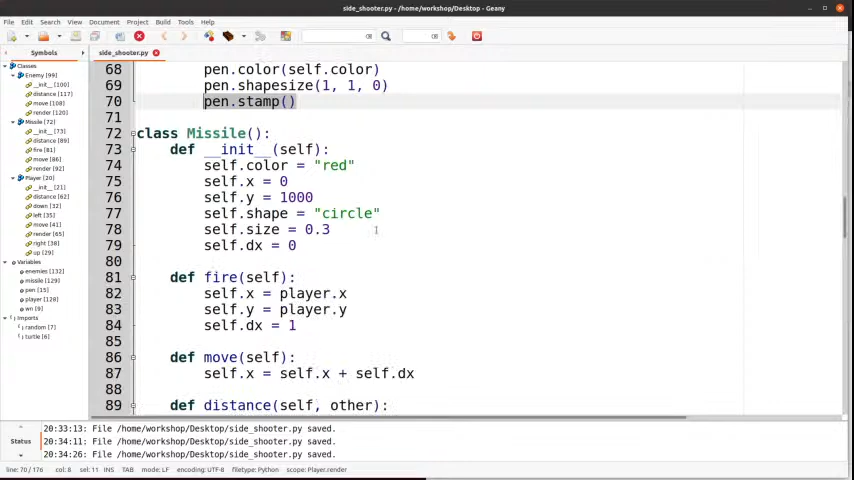 side_shooter.py - /home/workshop/Desktop - Geany
File Edit Search View Document Project Build Tools Help
Symbols
side_shooter.py
Classes
Enemy [99]
__init__ [100]
distance [117]
move [108]
render [120]
Missile [72]
__init__ [73]
distance [89]
fire [81]
move [86]
render [92]
Player [20]
__init__ [21]
distance [62]
down [32]
left [35]
move [41]
render [65]
right [38]
up [29]
Variables
enemies [132]
missile [129]
pen [15]
player [128]
wn [9]
Imports
random [7]
turtle [6]
68 pen.color(self.color)
69 pen.shapesize(1, 1, 0)
70 pen.stamp()
71
72 class Missile():
73 def __init__(self):
74 self.color = "red"
75 self.x = 0
76 self.y = 1000
77 self.shape = "circle"
78 self.size = 0.3
79 self.dx = 0
80
81 def fire(self):
82 self.x = player.x
83 self.y = player.y
84 self.dx = 1
85
86 def move(self):
87 self.x = self.x + self.dx
88
89 def distance(self, other):
Status
20:33:13: File /home/workshop/Desktop/side_shooter.py saved.
20:34:11: File /home/workshop/Desktop/side_shooter.py saved.
20:34:26: File /home/workshop/Desktop/side_shooter.py saved.
line: 70 / 176 col: 8 sel: 11 INS TAB mode: LF encoding: UTF-8 filetype: Python scope: Player.render